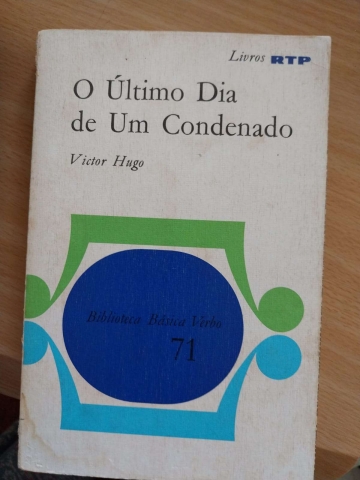 Livros RTP
O Último Dia
de Um Condenado
Victor Hugo
Biblioteca Básica Verbo
71